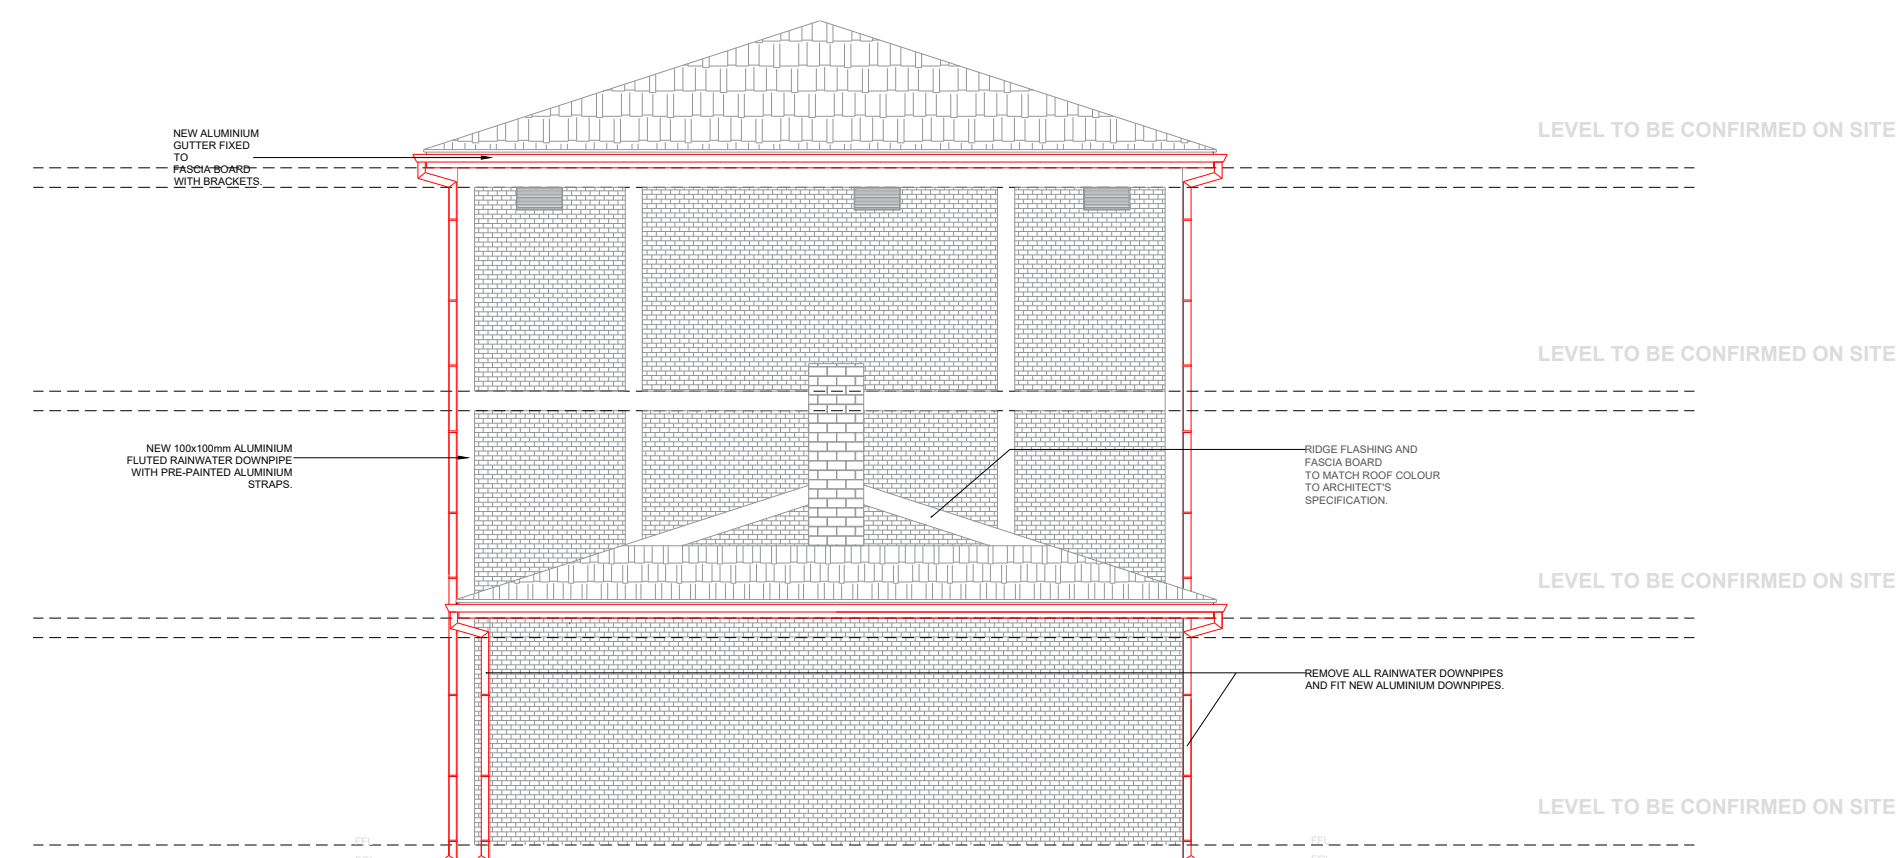 NEW ALUMINIUM
GUTTER FIXED
TO
FASCIA BOARD
WITH BRACKETS.
LEVEL TO BE CONFIRMED ON SITE
LEVEL TO BE CONFIRMED ON SITE
NEW 100x100mm ALUMINIUM
FLUTED RAINWATER DOWNPIPE
WITH PRE-PAINTED ALUMINIUM
STRAPS.
RIDGE FLASHING AND
FASCIA BOARD
TO MATCH ROOF COLOUR
TO ARCHITECT'S
SPECIFICATION.
LEVEL TO BE CONFIRMED ON SITE
REMOVE ALL RAINWATER DOWNPIPES
AND FIT NEW ALUMINIUM DOWNPIPES.
LEVEL TO BE CONFIRMED ON SITE
FFL
FFL